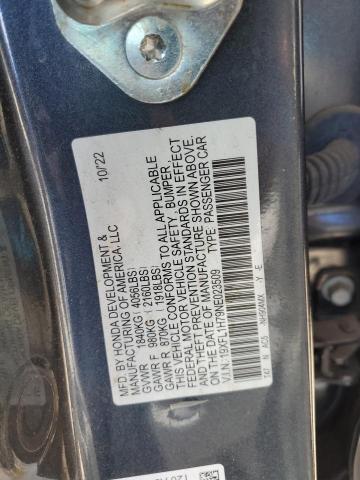 10/22
MFD. BY HONDA DEVELOPMENT &
MANUFACTURING OF AMERICA, LLC
GVWR 1840KG( 4056LBS)
GAWR F 980KG( 2160LBS)
GAWR R 870KG( 1918LBS)
THIS VEHICLE CONFORMS TO ALL APPLICABLE
FEDERAL MOTOR VEHICLE SAFETY , BUMPER,
AND THEFT PREVENTION STANDARDS IN EFFECT
ON THE DATE OF MANUFACTURE SHOWN ABOVE.
V.I.N. : 19XFL1H79NE023509 TYPE : PASSENGER CAR